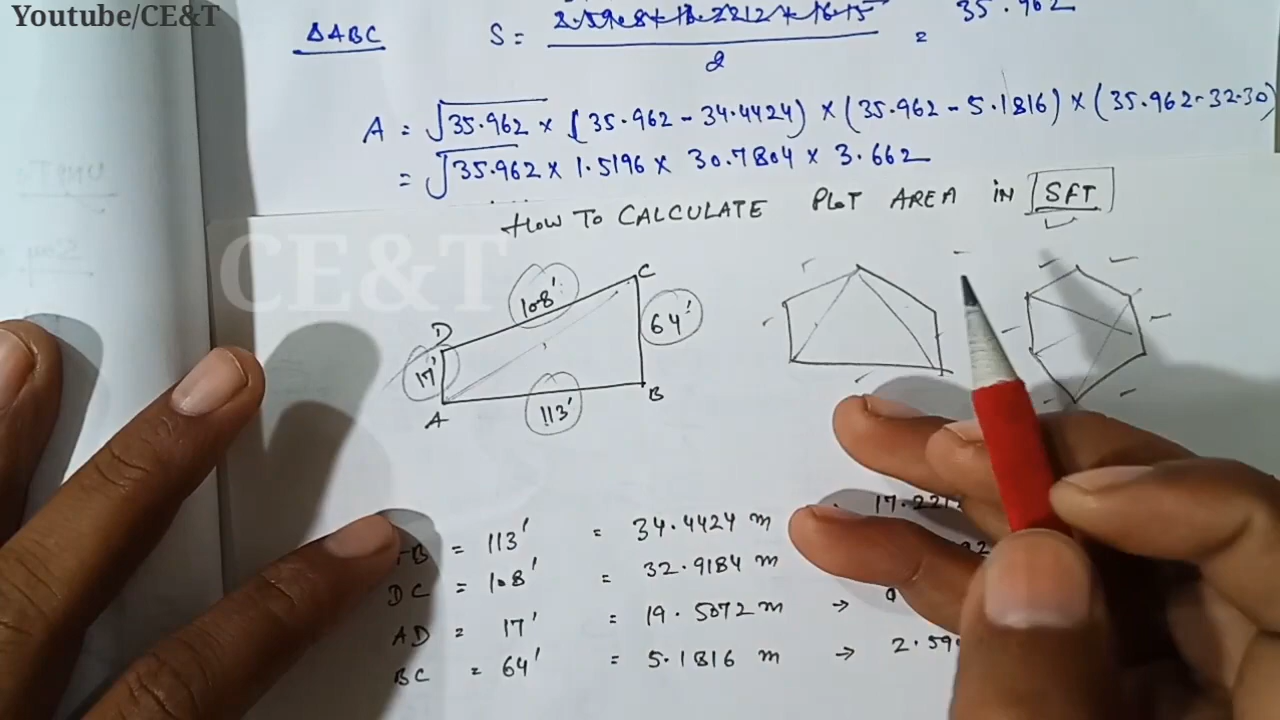 Youtube/CE&T
ΔABC S = 35.962
2
A = √35.962 × (35.962 - 34.4424) × (35.962 - 5.1816) × (35.962 - 32.30)
= √35.962 × 1.5196 × 30.7804 × 3.662
HOW TO CALCULATE PLOT AREA IN SFT
CE&T
C
108'
64'
D
17'
A
113'
B
= 113' = 34.4424 m
DC = 108' = 32.9184 m
AD = 17' = 19.5072 m →
BC = 64' = 5.1816 m →